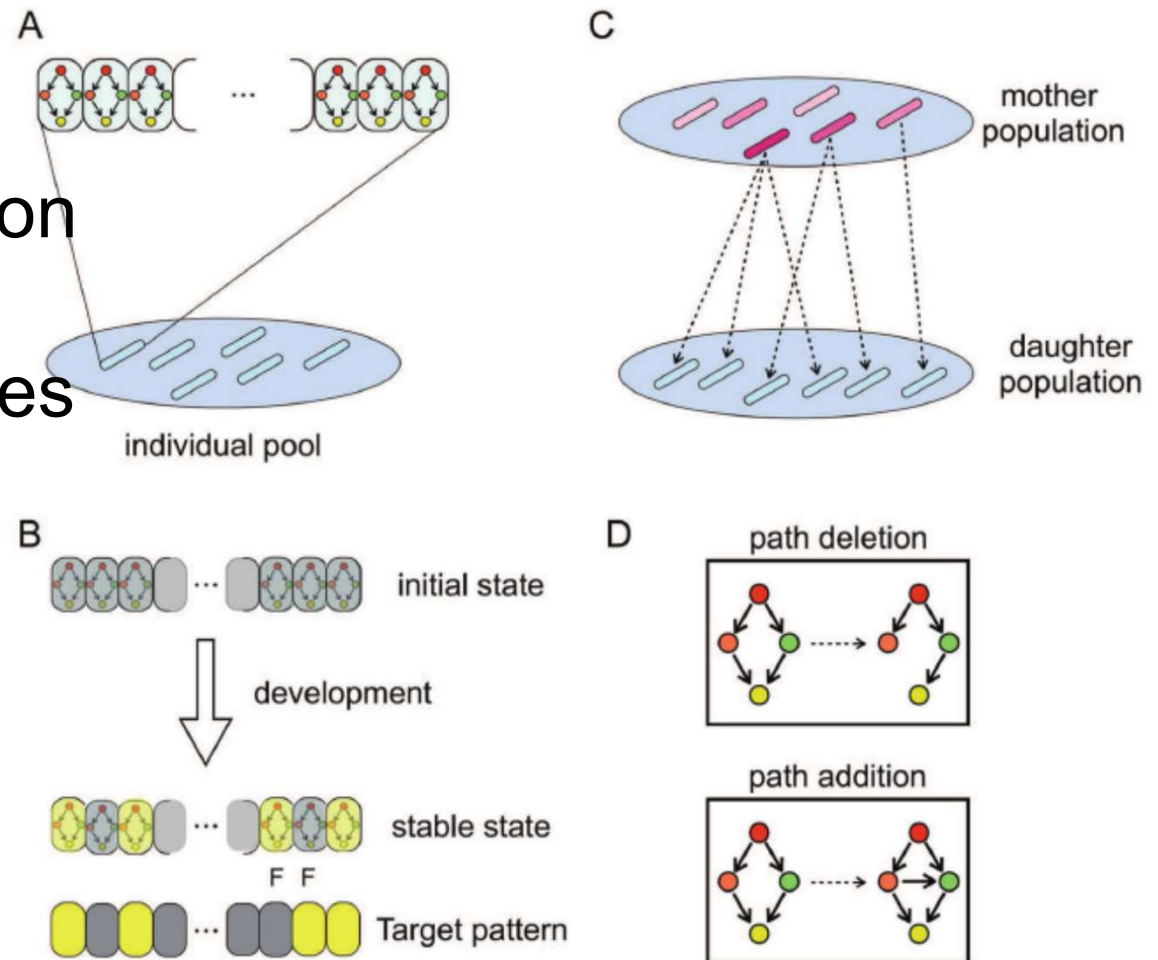 A
...
on
es
individual pool
B
...
initial state
development
...
stable state
F F
...
Target pattern
C
mother
population
daughter
population
D
path deletion
path addition